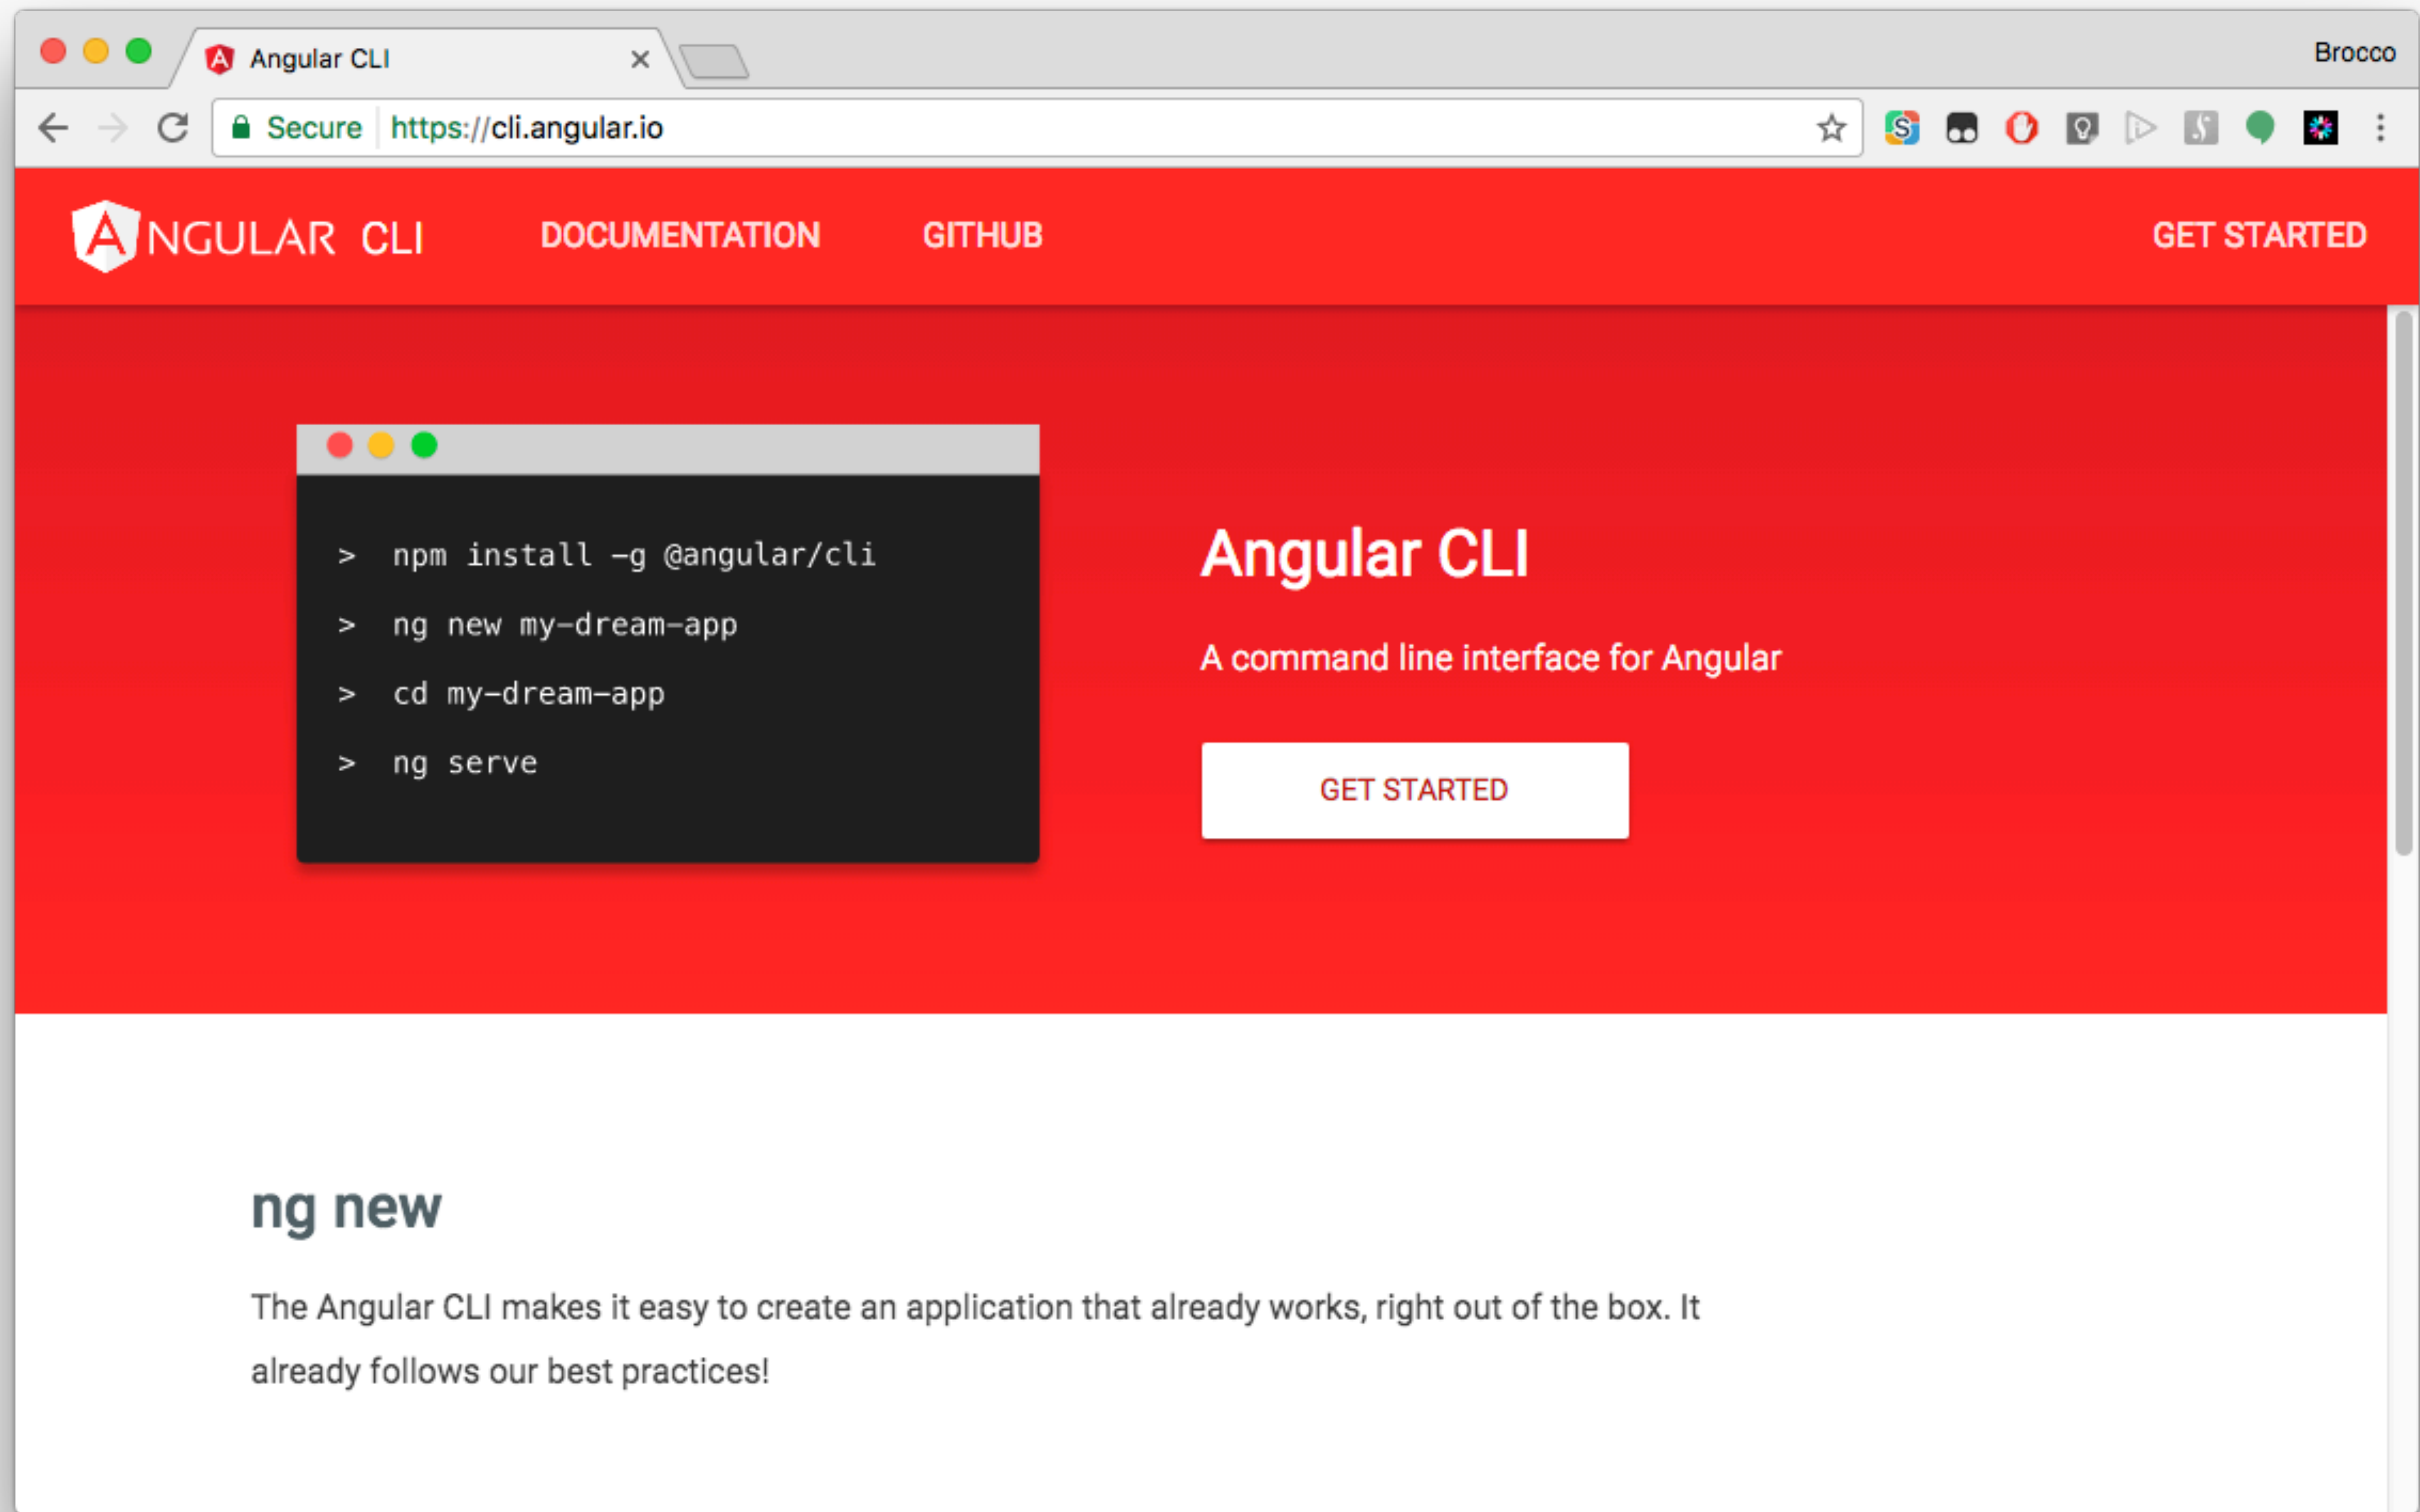 Angular CLI
Brocco
Secure https://cli.angular.io
ANGULAR CLI DOCUMENTATION GITHUB GET STARTED
> npm install -g @angular/cli
> ng new my-dream-app
> cd my-dream-app
> ng serve
Angular CLI
A command line interface for Angular
GET STARTED
ng new
The Angular CLI makes it easy to create an application that already works, right out of the box. It
already follows our best practices!